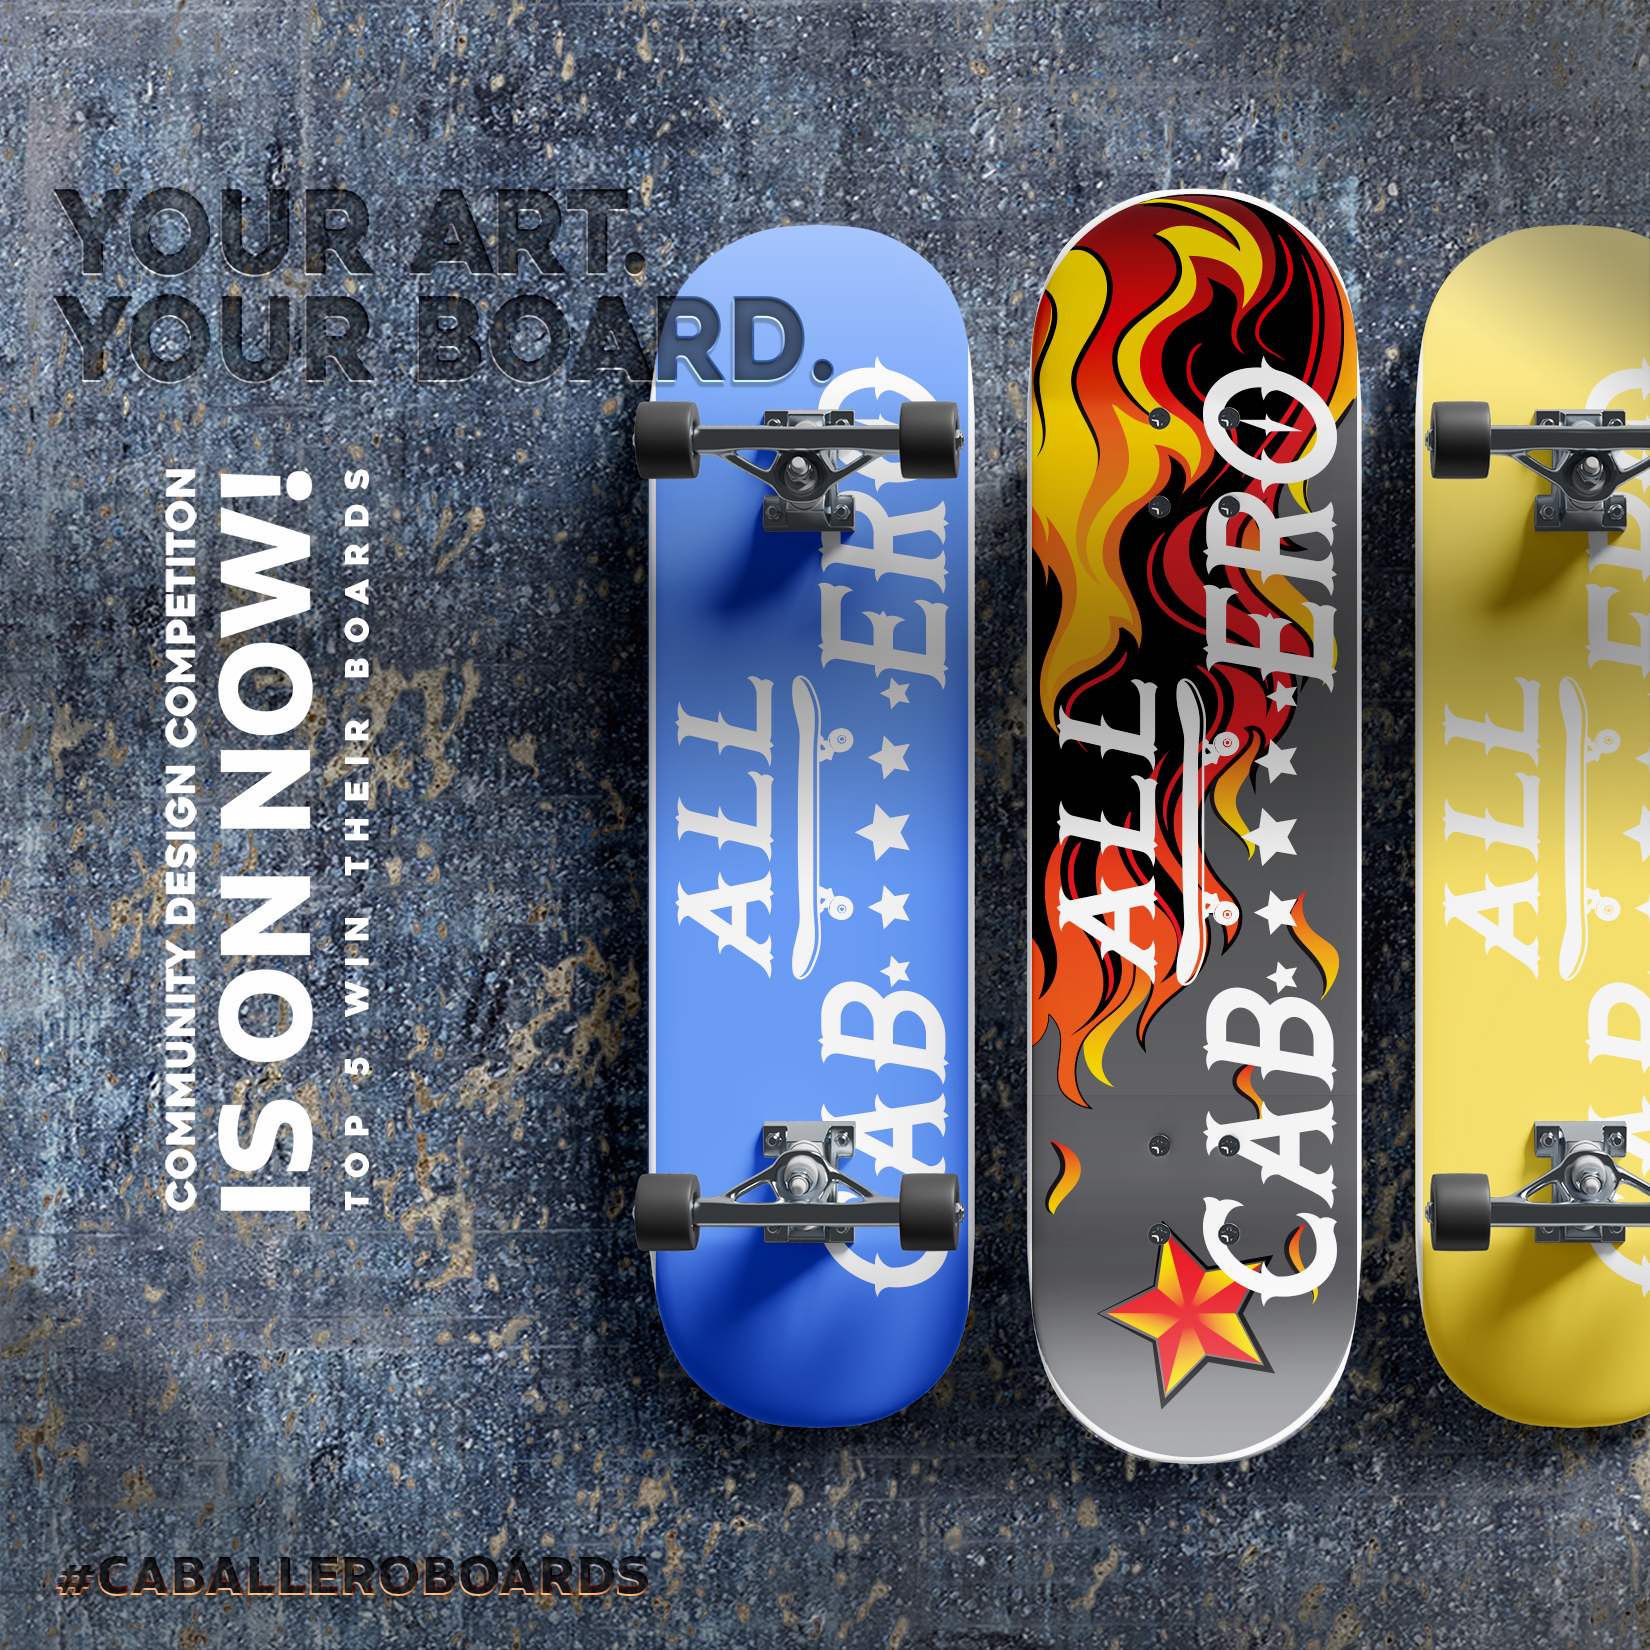 YOUR ART.
YOUR BOARD.
COMMUNITY DESIGN COMPETITON
IS ON NOW!
TOP 5 WIN THEIR BOARDS
ALL
CAB ERO
ALL
CAB ERO
ALL
#CABALLEROBOARDS